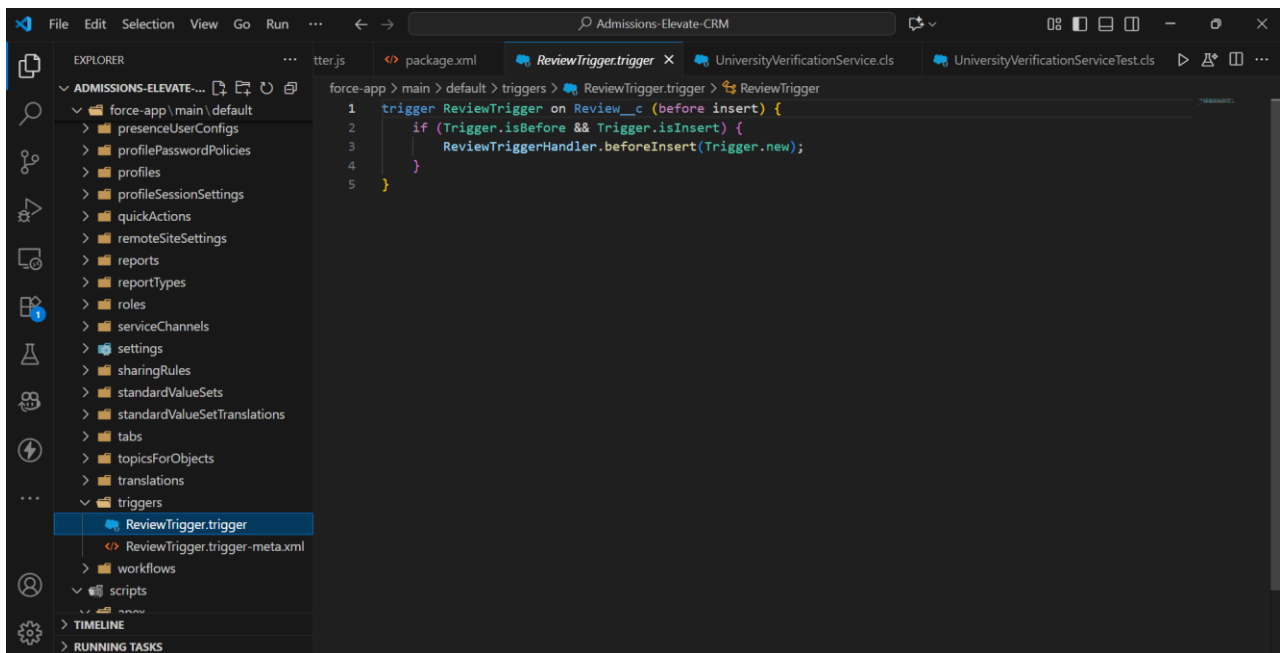 File Edit Selection View Go Run ··· Admissions-Elevate-CRM
EXPLORER ···
ADMISSIONS-ELEVATE-...
force-app\main\default
presenceUserConfigs
profilePasswordPolicies
profiles
profileSessionSettings
quickActions
remoteSiteSettings
reports
reportTypes
roles
serviceChannels
settings
sharingRules
standardValueSets
standardValueSetTranslations
tabs
topicsForObjects
translations
triggers
ReviewTrigger.trigger
ReviewTrigger.trigger-meta.xml
workflows
scripts
TIMELINE
RUNNING TASKS
1
tter.js package.xml ReviewTrigger.trigger UniversityVerificationService.cls UniversityVerificationServiceTest.cls ···
force-app > main > default > triggers > ReviewTrigger.trigger > ReviewTrigger
1 trigger ReviewTrigger on Review__c (before insert) {
2 if (Trigger.isBefore && Trigger.isInsert) {
3 ReviewTriggerHandler.beforeInsert(Trigger.new);
4 }
5 }